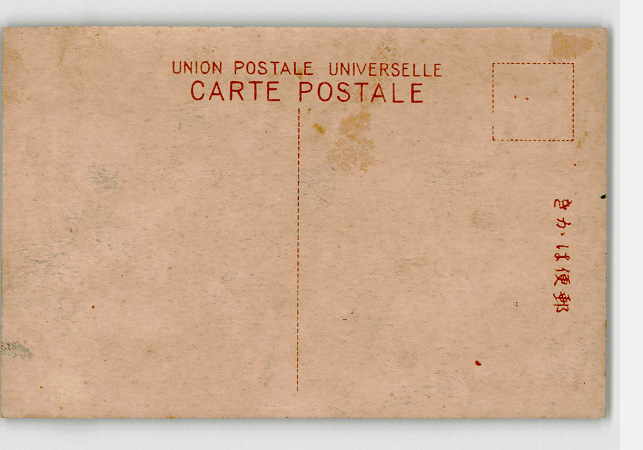 UNION POSTALE UNIVERSELLE
CARTE POSTALE
きかは便郵